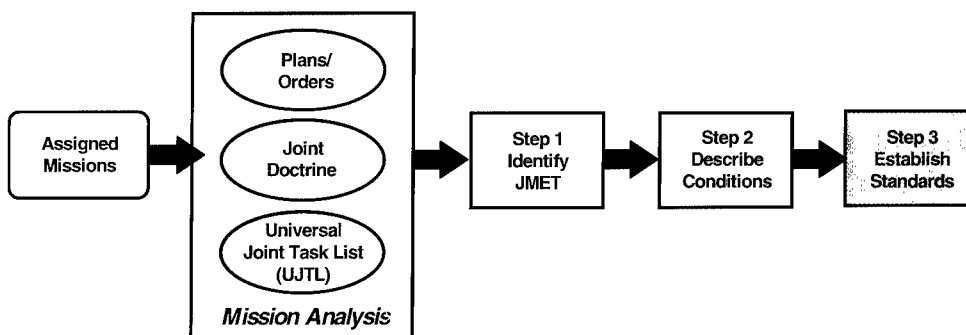 Assigned
Missions
Plans/
Orders
Joint
Doctrine
Universal
Joint Task List
(UJTL)
Mission Analysis
Step 1
Identify
JMET
Step 2
Describe
Conditions
Step 3
Establish
Standards